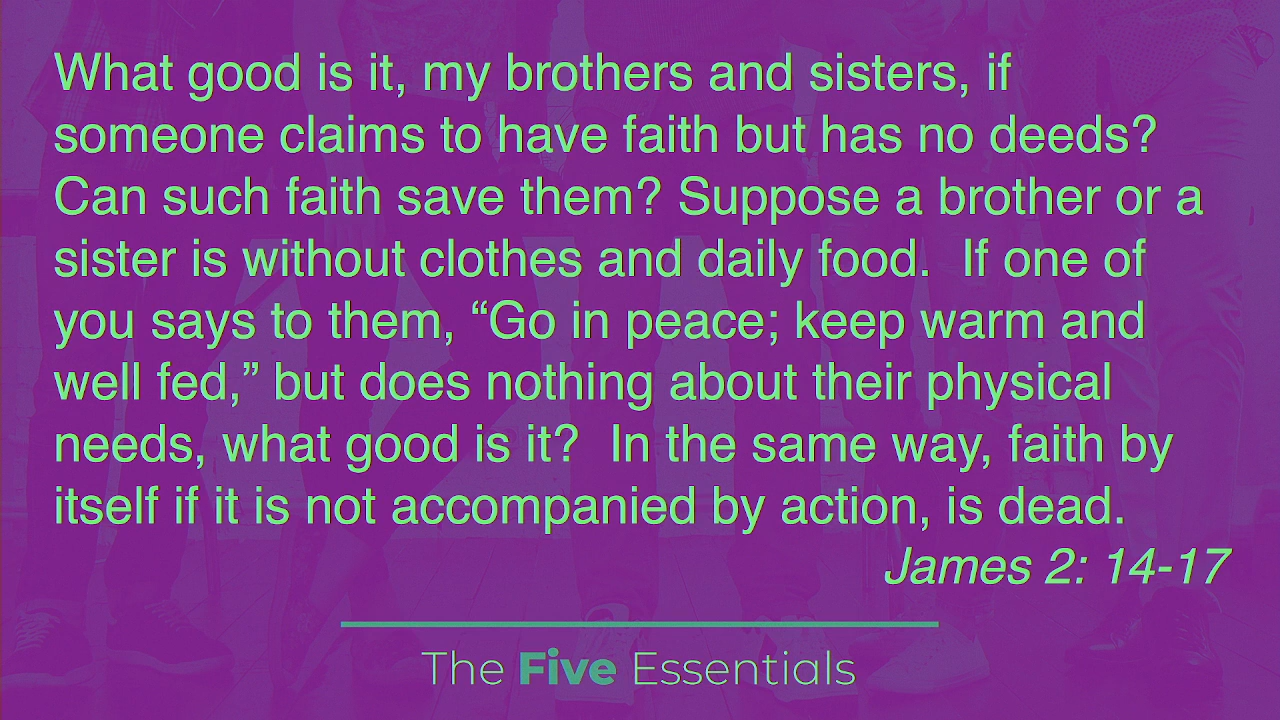 What good is it, my brothers and sisters, if
someone claims to have faith but has no deeds?
Can such faith save them? Suppose a brother or a
sister is without clothes and daily food.  If one of
you says to them, “Go in peace; keep warm and
well fed,” but does nothing about their physical
needs, what good is it?  In the same way, faith by
itself if it is not accompanied by action, is dead.
James 2: 14-17
The Five Essentials